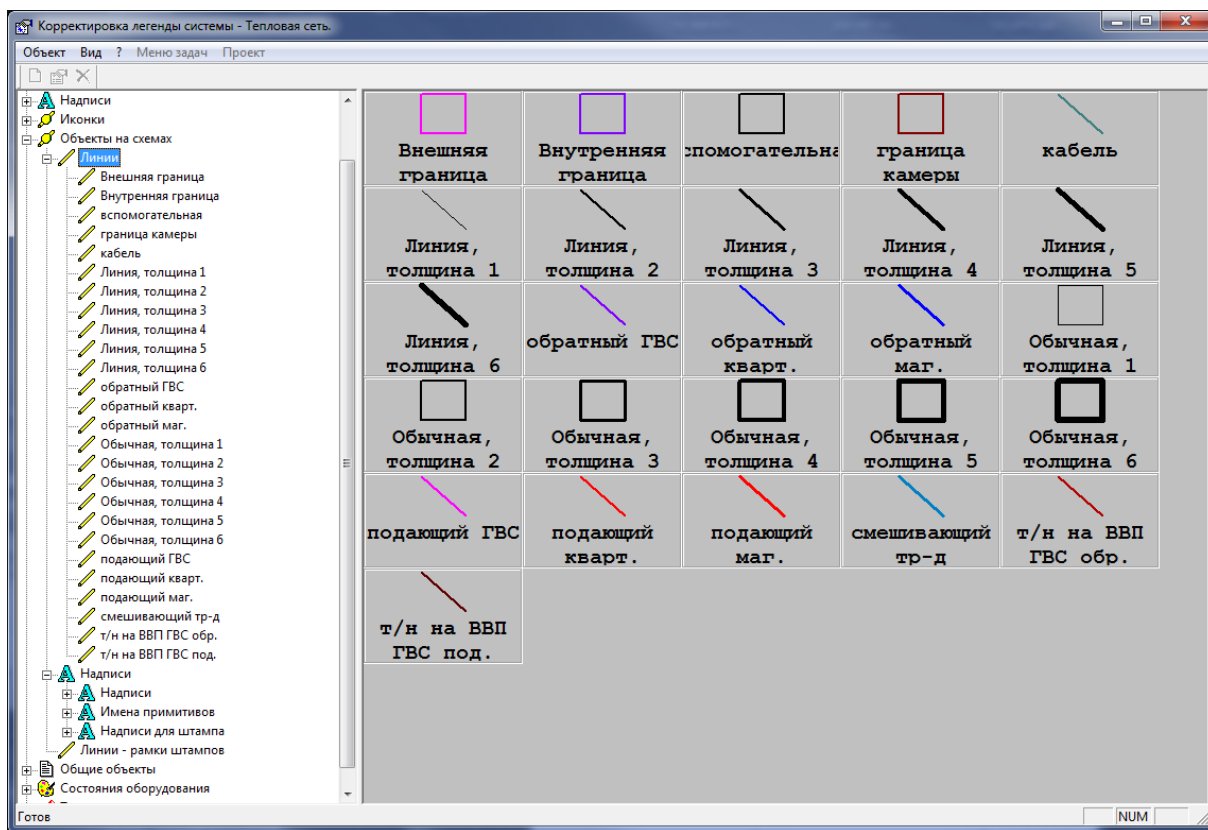 Корректировка легенды системы - Тепловая сеть.
Объект Вид ? Меню задач Проект
Надписи
Иконки
Объекты на схемах
Линии
Внешняя граница
Внутренняя граница
вспомогательная
граница камеры
кабель
Линия, толщина 1
Линия, толщина 2
Линия, толщина 3
Линия, толщина 4
Линия, толщина 5
Линия, толщина 6
обратный ГВС
обратный кварт.
обратный маг.
Обычная, толщина 1
Обычная, толщина 2
Обычная, толщина 3
Обычная, толщина 4
Обычная, толщина 5
Обычная, толщина 6
подающий ГВС
подающий кварт.
подающий маг.
смешивающий тр-д
т/н на ВВП ГВС обр.
т/н на ВВП ГВС под.
Надписи
Надписи
Имена примитивов
Надписи для штампа
Линии - рамки штампов
Общие объекты
Состояния оборудования
Внешняя
граница
Внутренняя
граница
спомогательна
граница
камеры
кабель
Линия,
толщина 1
Линия,
толщина 2
Линия,
толщина 3
Линия,
толщина 4
Линия,
толщина 5
Линия,
толщина 6
обратный ГВС
обратный
кварт.
обратный
маг.
Обычная,
толщина 1
Обычная,
толщина 2
Обычная,
толщина 3
Обычная,
толщина 4
Обычная,
толщина 5
Обычная,
толщина 6
подающий ГВС
подающий
кварт.
подающий
маг.
смешивающий
тр-д
т/н на ВВП
ГВС обр.
т/н на ВВП
ГВС под.
Готов
NUM